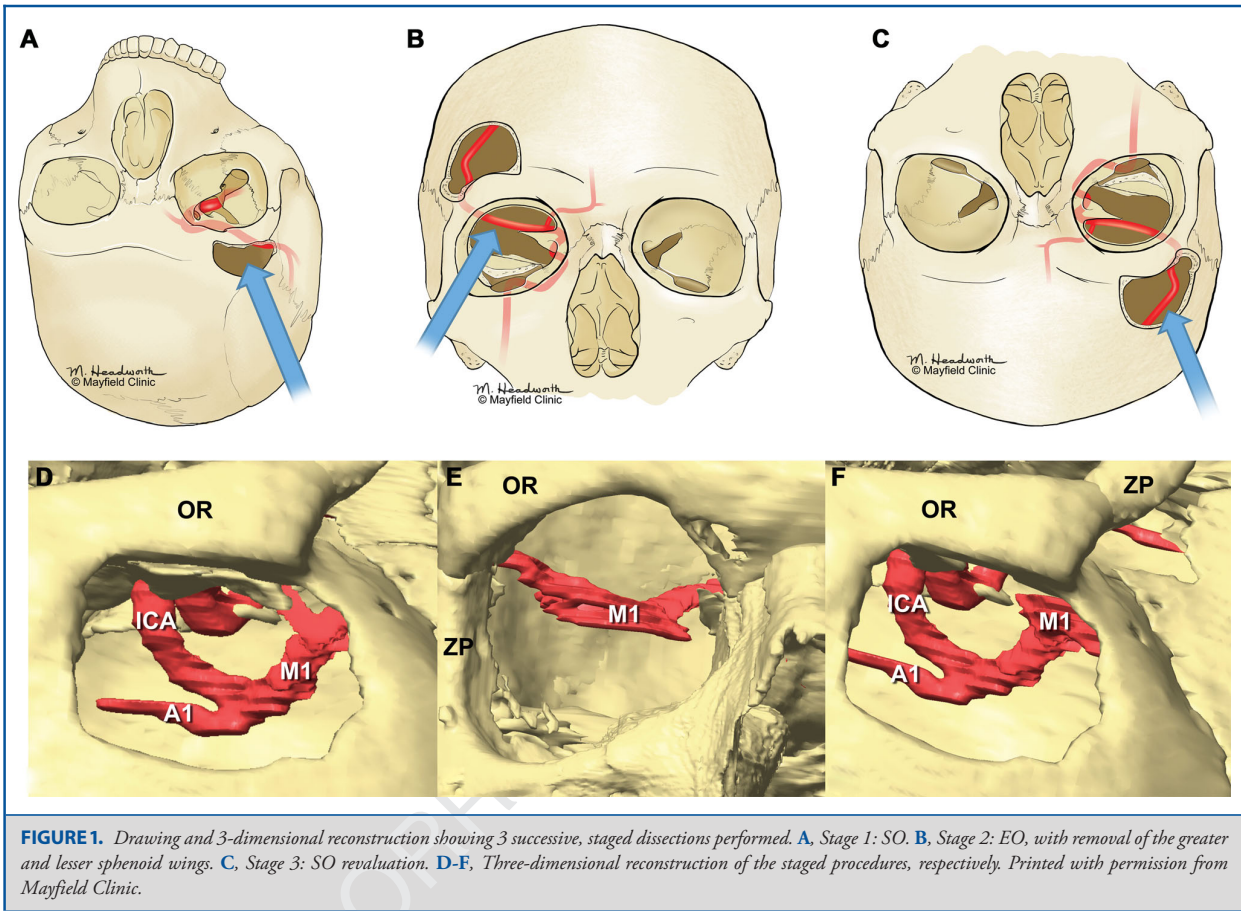 A
B
C
M. Headworth
© Mayfield Clinic
M. Headworth
© Mayfield Clinic
M. Headworth
© Mayfield Clinic
D
OR
ICA
M1
A1
E
OR
M1
ZP
F
OR
ZP
ICA
M1
A1
FIGURE 1. Drawing and 3-dimensional reconstruction showing 3 successive, staged dissections performed. A, Stage 1: SO. B, Stage 2: EO, with removal of the greater
and lesser sphenoid wings. C, Stage 3: SO revaluation. D-F, Three-dimensional reconstruction of the staged procedures, respectively. Printed with permission from
Mayfield Clinic.